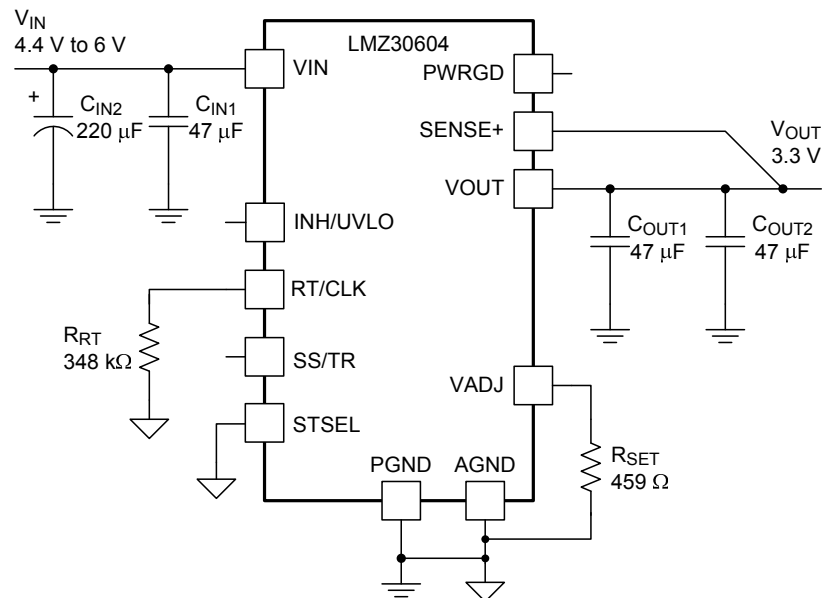 VIN
4.4 V to 6 V
LMZ30604
VIN
PWRGD
+
CIN2
220 μF
CIN1
47 μF
SENSE+
VOUT
3.3 V
VOUT
INH/UVLO
COUT1
47 μF
COUT2
47 μF
RT/CLK
RRT
348 kΩ
SS/TR
VADJ
STSEL
PGND
AGND
RSET
459 Ω